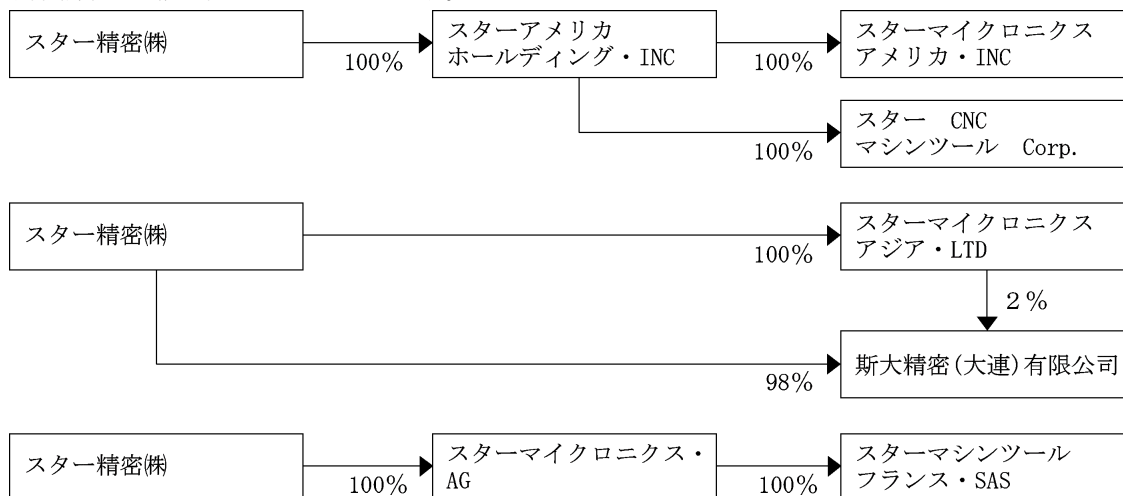 スター精密㈱
100%
スターアメリカ
ホールディング・INC
100%
スターマイクロニクス
アメリカ・INC
100%
スター　CNC
マシンツール　Corp.
スター精密㈱
100%
スターマイクロニクス
アジア・LTD
2%
98%
斯大精密(大連)有限公司
スター精密㈱
100%
スターマイクロニクス・
AG
100%
スターマシンツール
フランス・SAS